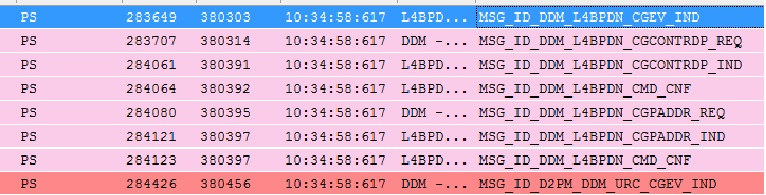 PS 283649 380303 10:34:58:617 L4BPD... MSG_ID_DDM_L4BPDN_CGEV_IND
PS 283707 380314 10:34:58:617 DDM -... MSG_ID_DDM_L4BPDN_CGCONTRDP_REQ
PS 284061 380391 10:34:58:617 L4BPD... MSG_ID_DDM_L4BPDN_CGCONTRDP_IND
PS 284064 380392 10:34:58:617 L4BPD... MSG_ID_DDM_L4BPDN_CMD_CNF
PS 284080 380395 10:34:58:617 DDM -... MSG_ID_DDM_L4BPDN_CGPADDR_REQ
PS 284121 380397 10:34:58:617 L4BPD... MSG_ID_DDM_L4BPDN_CGPADDR_IND
PS 284123 380397 10:34:58:617 L4BPD... MSG_ID_DDM_L4BPDN_CMD_CNF
PS 284426 380456 10:34:58:617 DDM -... MSG_ID_D2PM_DDM_URC_CGEV_IND